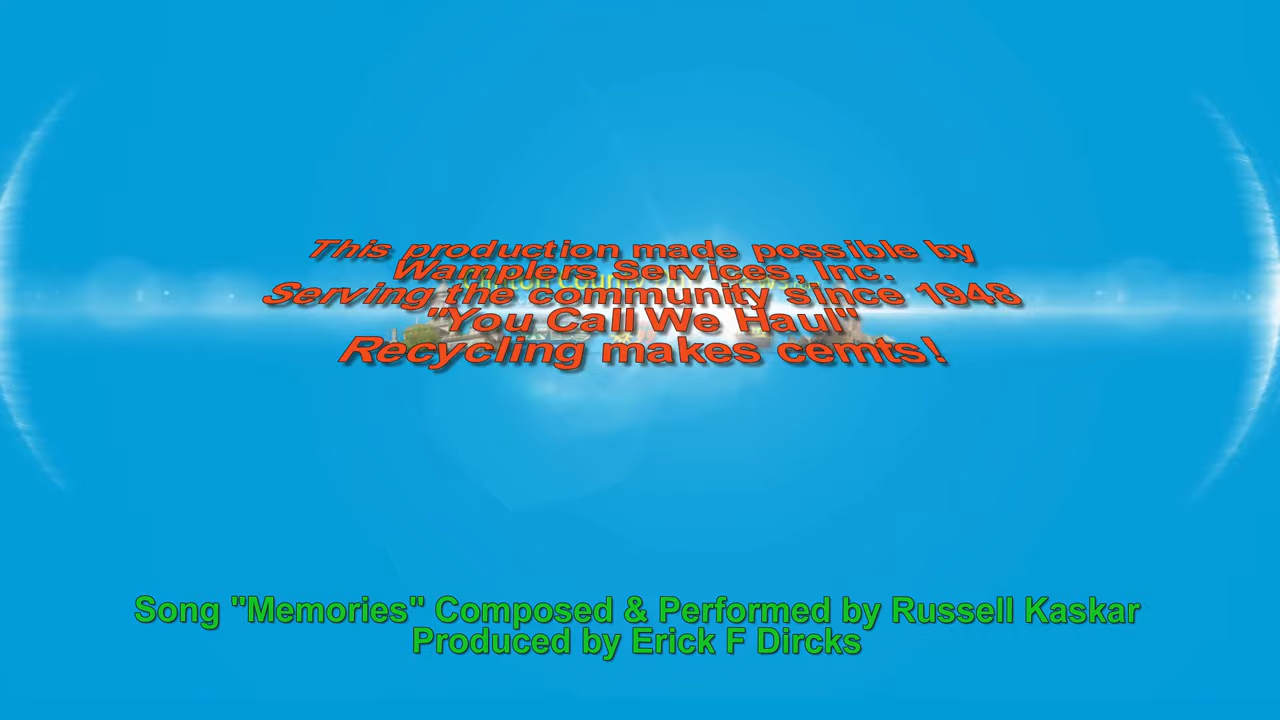 This production made possible by
Wamplers Services, Inc.
Serving the community since 1948
"You Call We Haul"
Recycling makes cemts!
Song "Memories" Composed & Performed by Russell Kaskar
Produced by Erick F Dircks